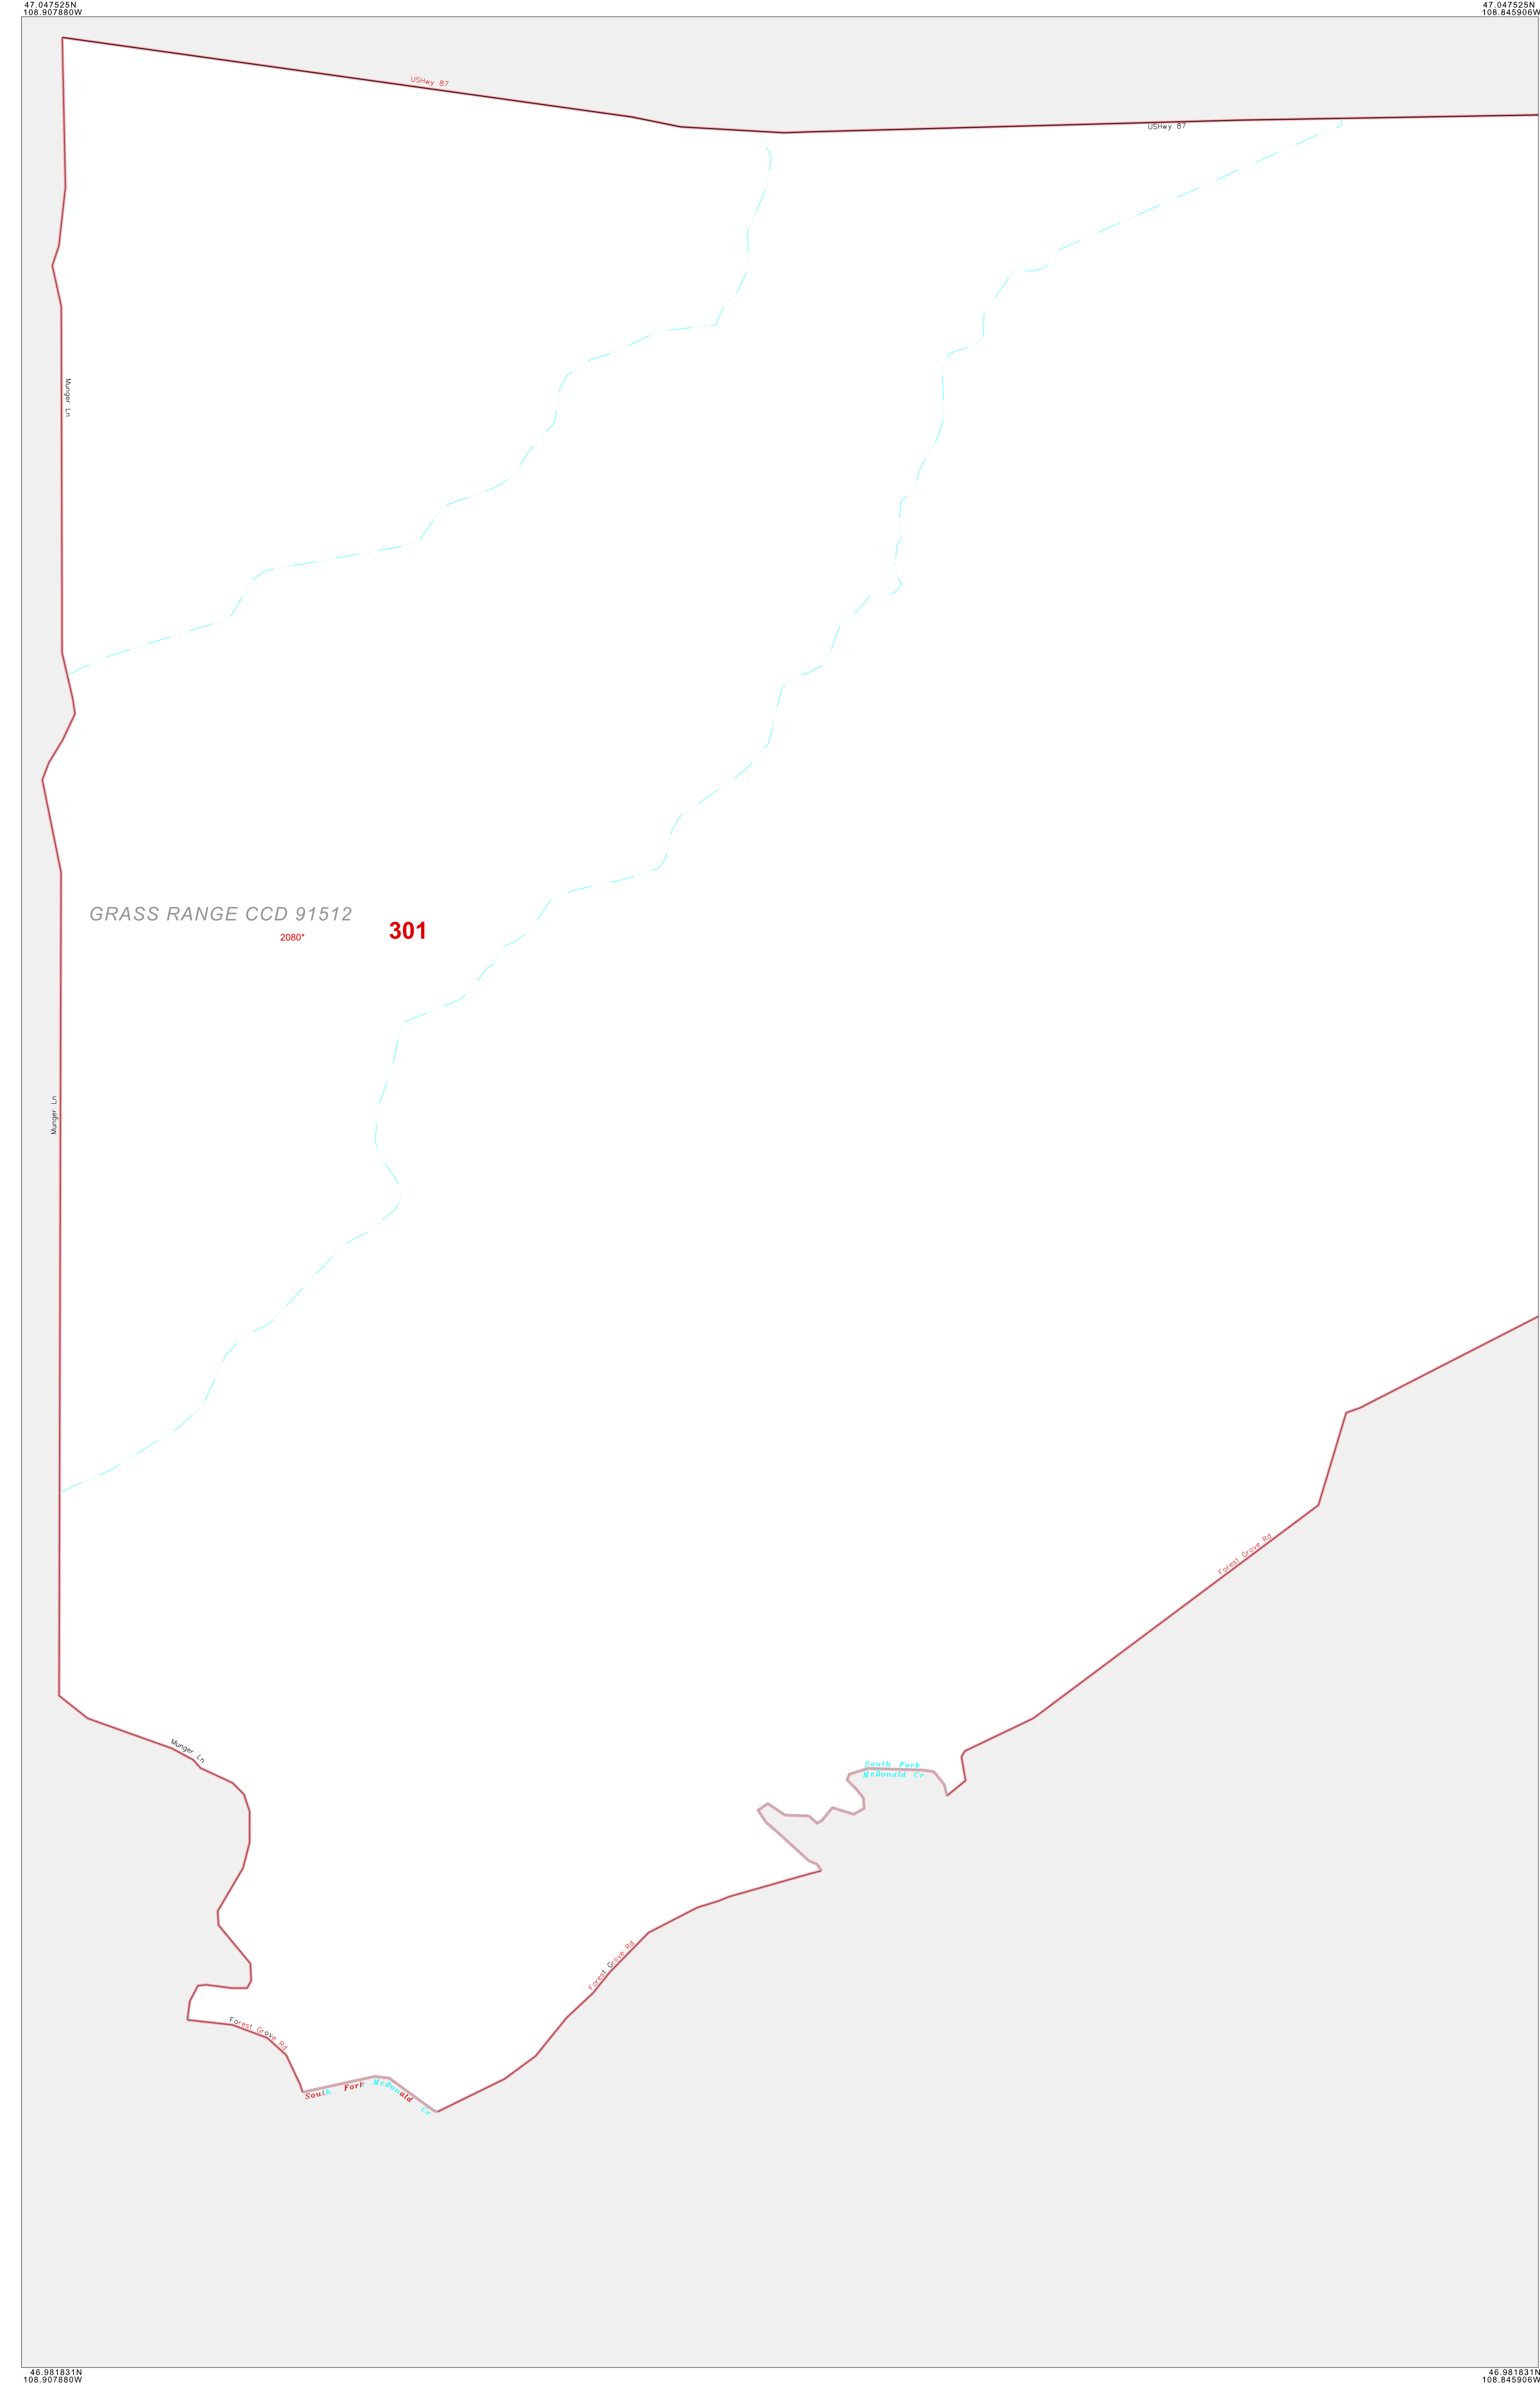 47.047525N
108.907880W
47.047525N
108.845906W
USHwy 87
USHwy 87
Munger Ln
GRASS RANGE CCD 91512
301
2080*
Munger Ln
Forest Grove Rd
Munger Ln
South Fork
McDonald Cr
Forest Grove Rd
Forest Grove Rd
South Fork McDonald Cr
46.981831N
108.907880W
46.981831N
108.845906W